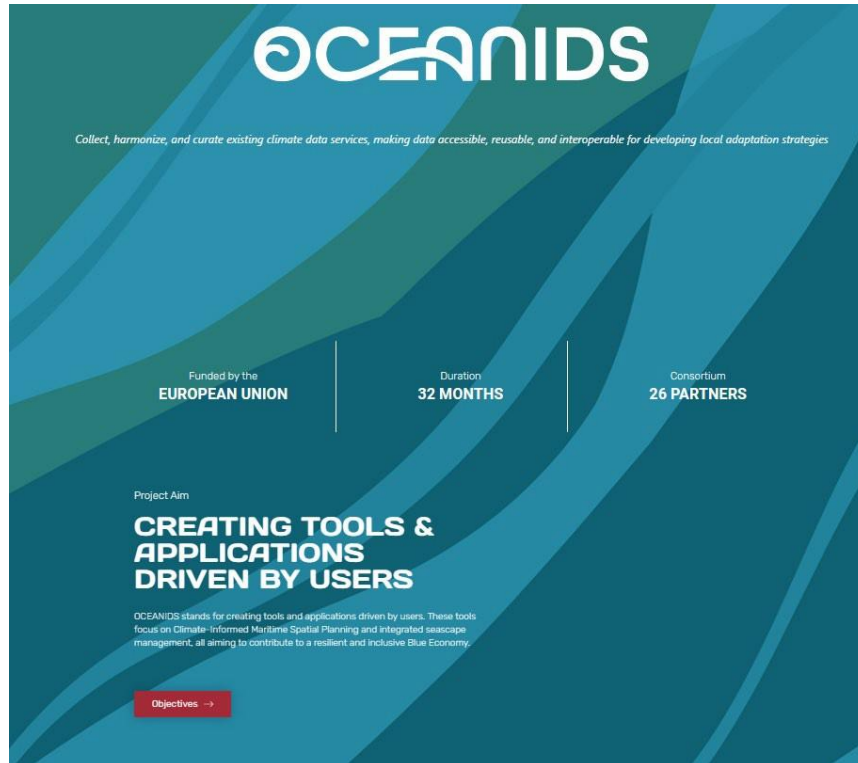 OCEANIDS
Collect, harmonize, and curate existing climate data services, making data accessible, reusable, and interoperable for developing local adaptation strategies
Funded by the
EUROPEAN UNION
Duration
32 MONTHS
Consortium
26 PARTNERS
Project Aim
CREATING TOOLS &
APPLICATIONS
DRIVEN BY USERS
OCEANIDS stands for creating tools and applications driven by users. These tools
focus on Climate-Informed Maritime Spatial Planning and integrated seascape
management, all aiming to contribute to a resilient and inclusive Blue Economy.
Objectives →